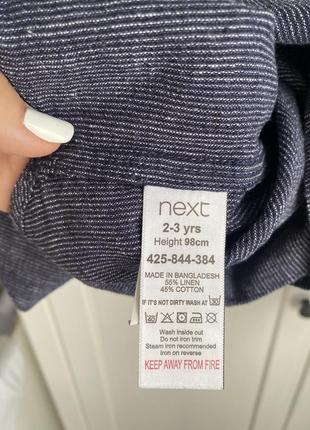 next
2-3 yrs
Height 98cm
425-844-384
MADE IN BANGLADESH
55% LINEN
45% COTTON
IF IT'S NOT DIRTY WASH AT 30
40
Wash inside out
Do not iron trim
Steam iron recommended
Iron on reverse
KEEP AWAY FROM FIRE